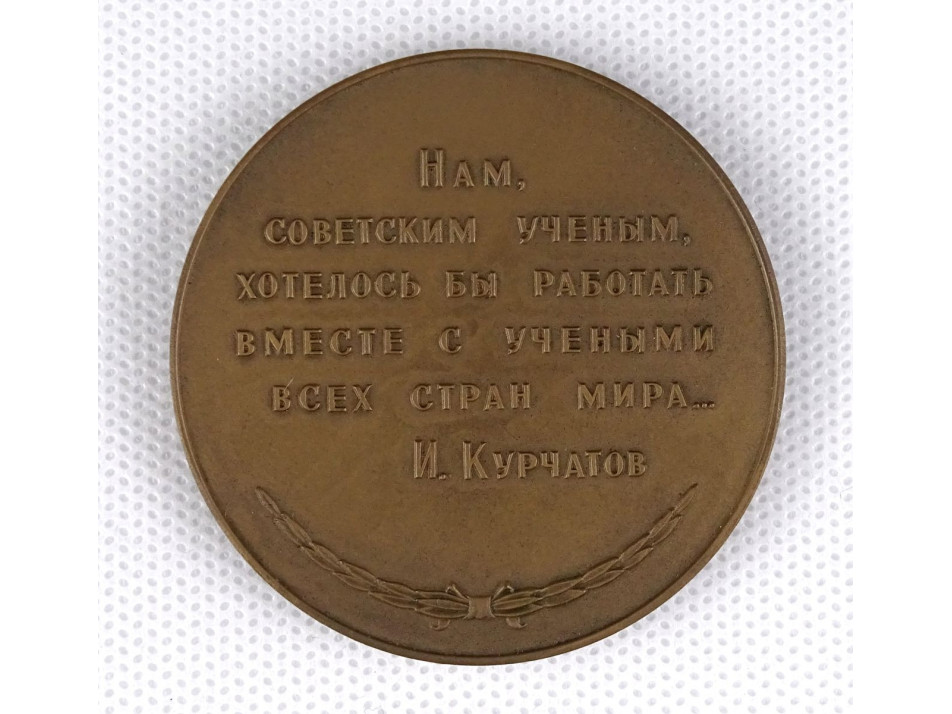 Нам,
советским ученым,
хотелось бы работать
вместе с учеными
всех стран мира...
И. Курчатов